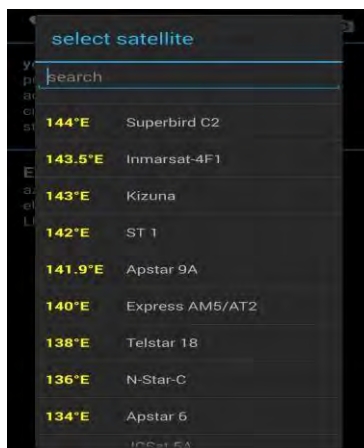 select satellite
search
144°E Superbird C2
143.5°E Inmarsat-4F1
143°E Kizuna
142°E ST 1
141.9°E Apstar 9A
140°E Express AM5/AT2
138°E Telstar 18
136°E N-Star-C
134°E Apstar 6